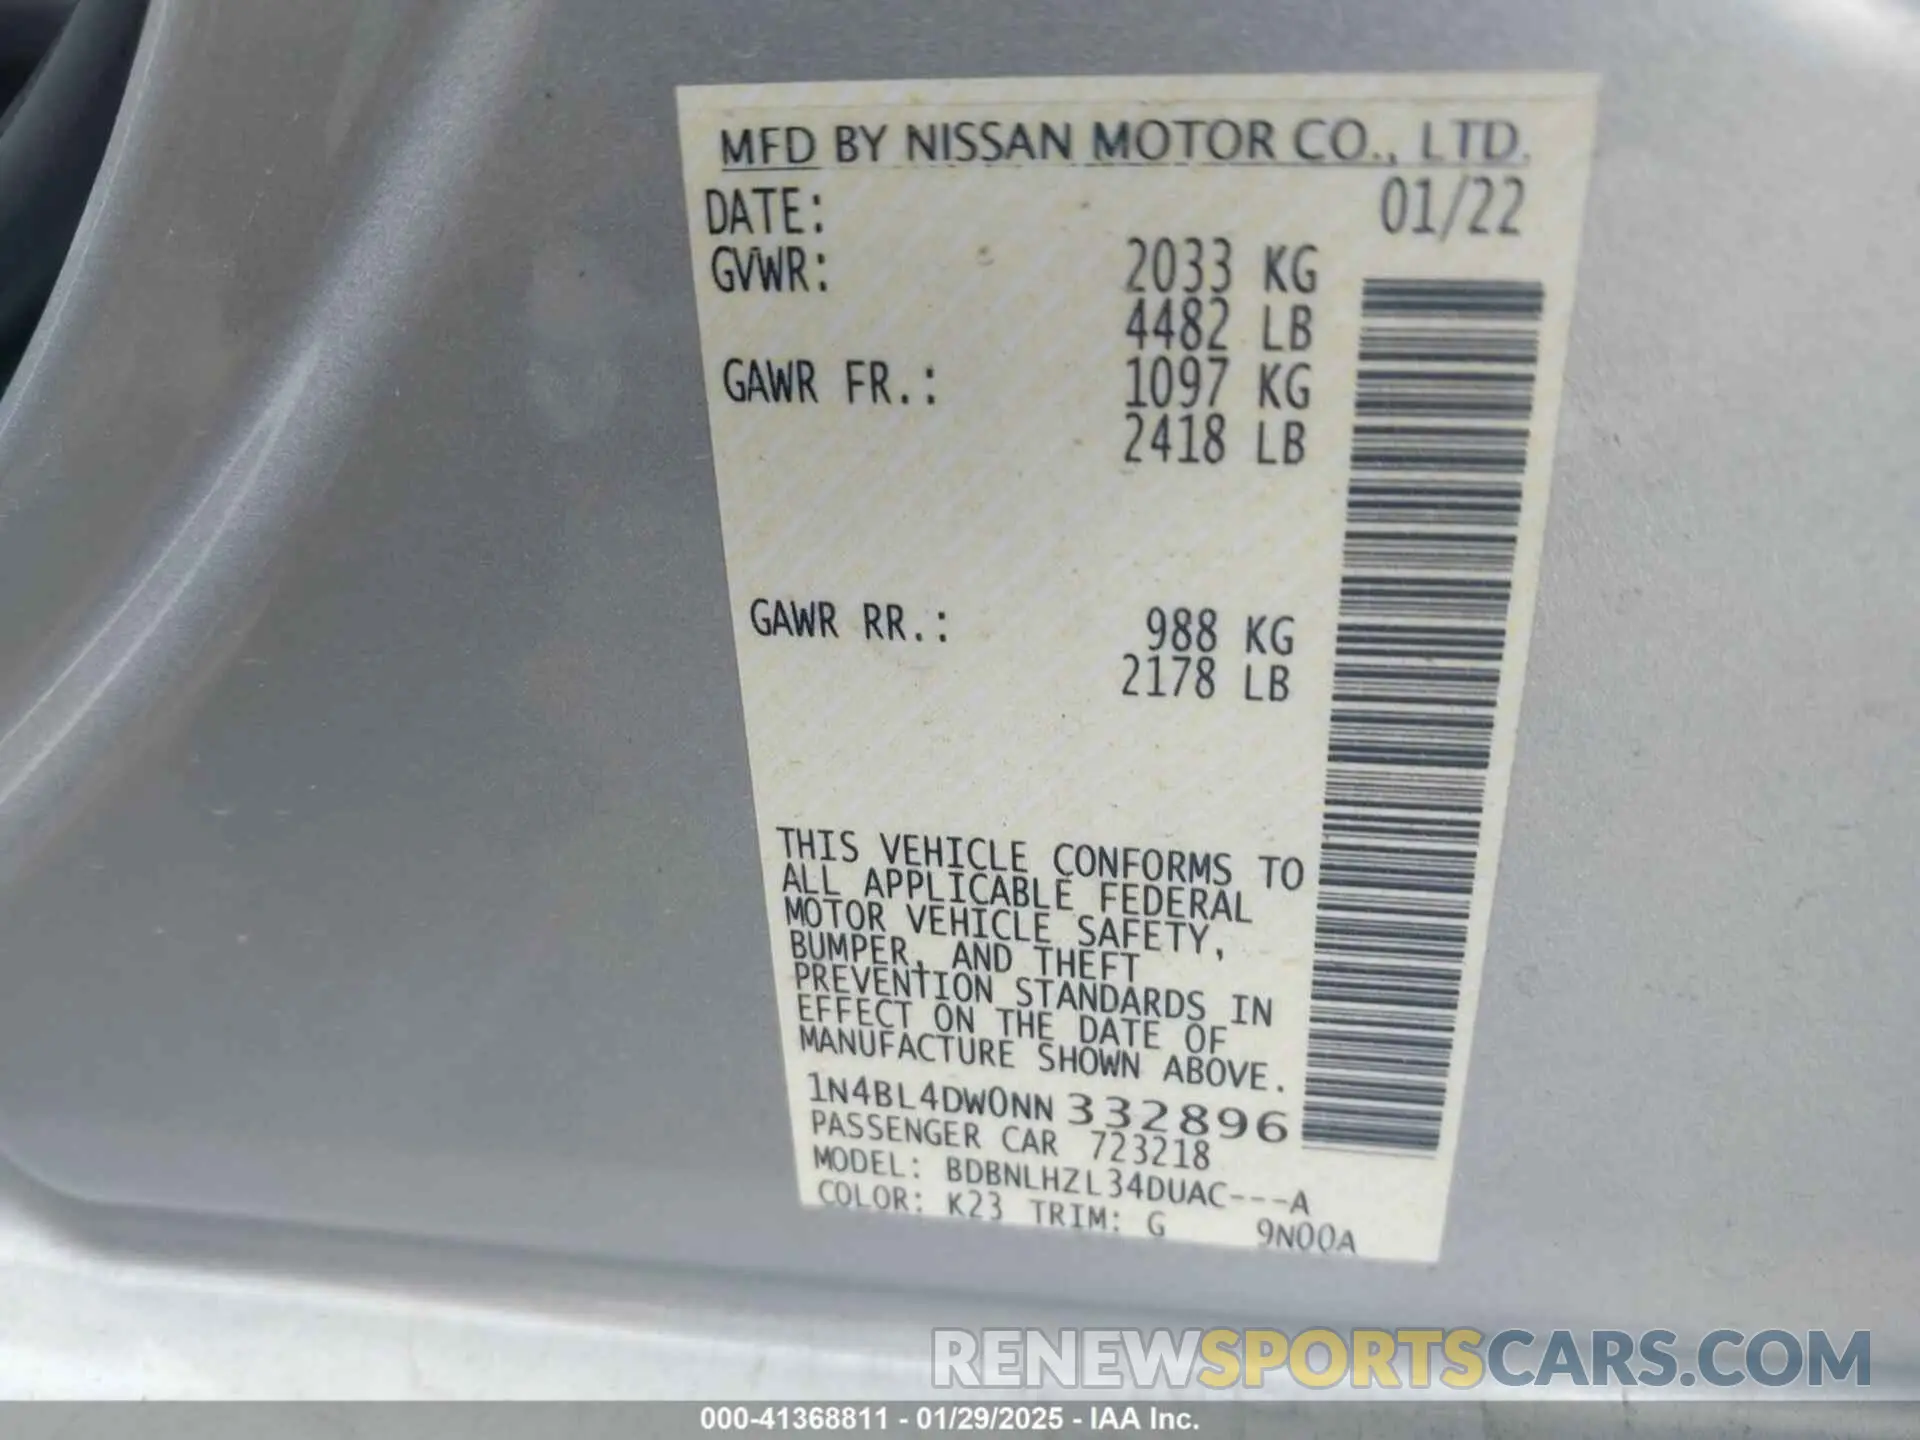 MFD BY NISSAN MOTOR CO., LTD.
DATE: 01/22
GVWR: 2033 KG
4482 LB
GAWR FR.: 1097 KG
2418 LB
GAWR RR.: 988 KG
2178 LB
THIS VEHICLE CONFORMS TO
ALL APPLICABLE FEDERAL
MOTOR VEHICLE SAFETY,
BUMPER, AND THEFT
PREVENTION STANDARDS IN
EFFECT ON THE DATE OF
MANUFACTURE SHOWN ABOVE.
1N4BL4DW0NN332896
PASSENGER CAR 723218
MODEL: BDBNLHZL34DUAC---A
COLOR: K23 TRIM: G 9N00A
RENEWSPORTSCARS.COM
000-41368811 - 01/29/2025 - IAA Inc.